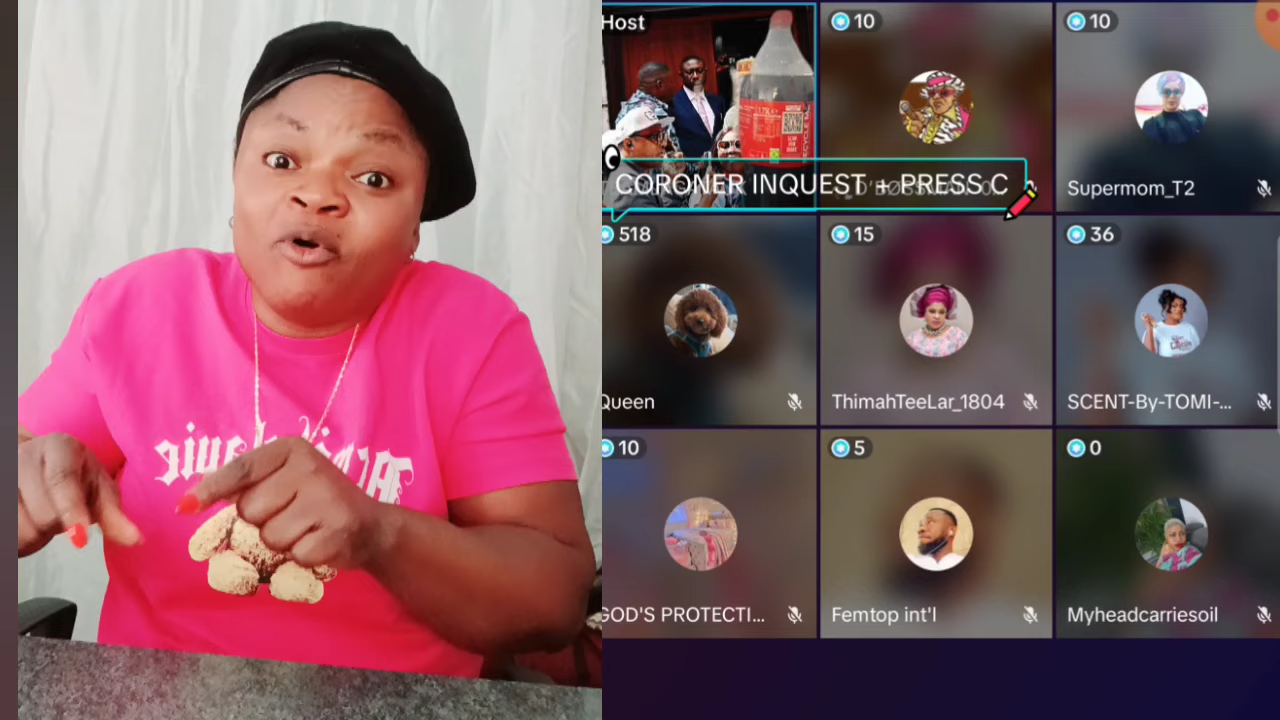 Host
10
10
CORONER INQUEST + PRESS C
Supermom_T2
518
15
36
Queen
ThimahTeeLar_1804
SCENT-By-TOMI-...
10
5
0
GOD'S PROTECTI...
Femtop int'l
Myheadcarriesoil